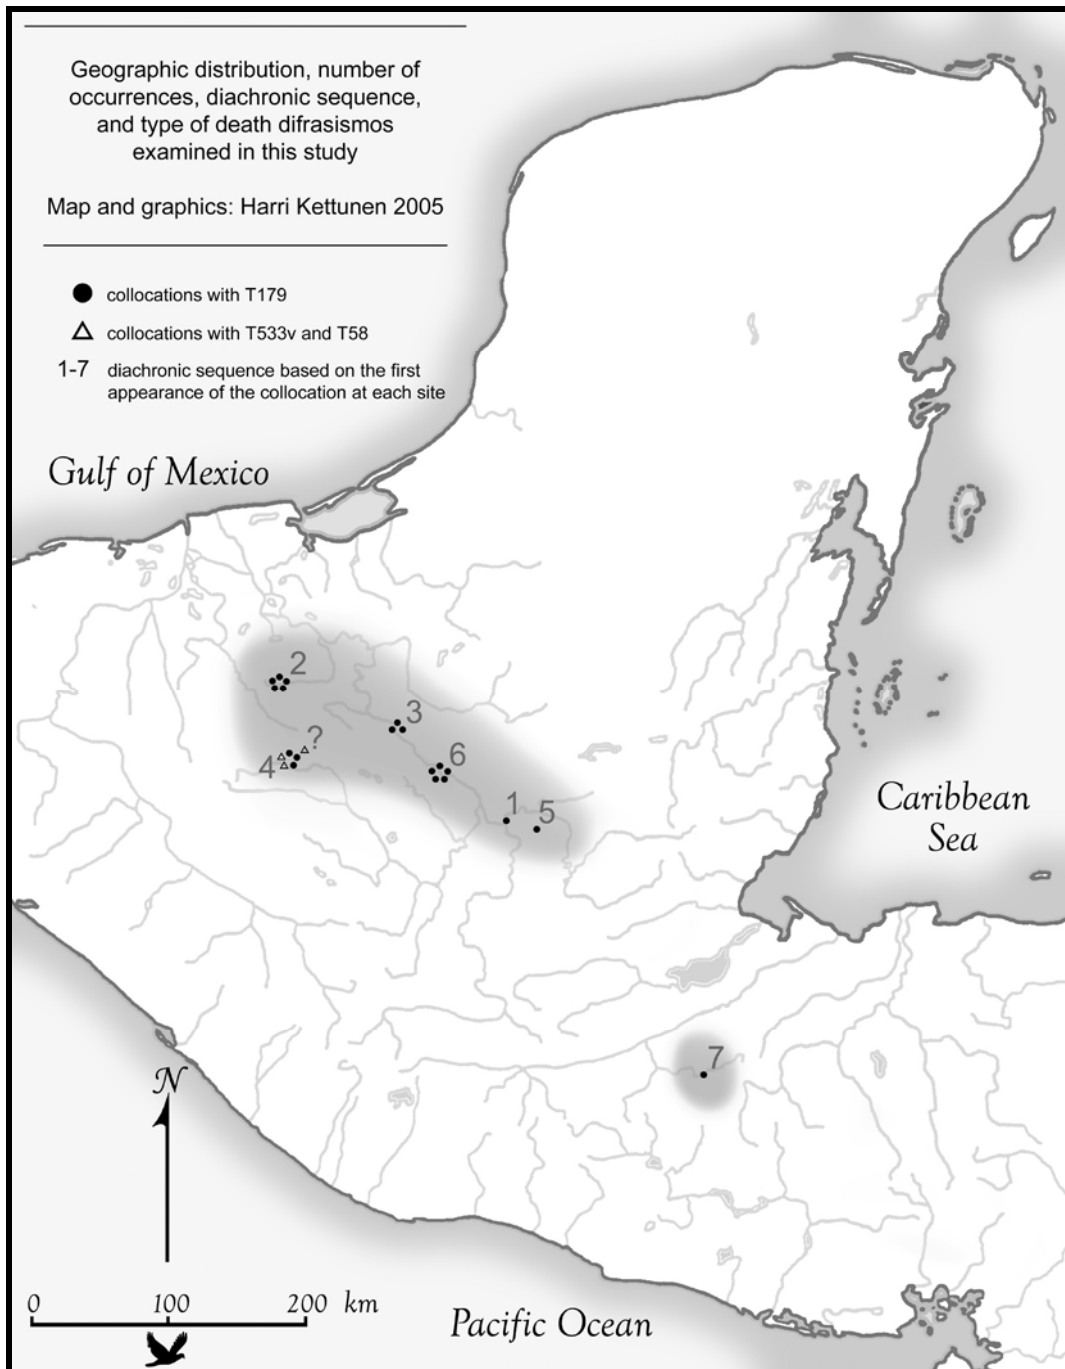 Geographic distribution, number of
occurrences, diachronic sequence,
and type of death difrasismos
examined in this study
Map and graphics: Harri Kettunen 2005
collocations with T179
collocations with T533v and T58
1-7 diachronic sequence based on the first
appearance of the collocation at each site
Gulf of Mexico
2
3
?
4
6
1
5
Caribbean
Sea
7
N
0 100 200 km
Pacific Ocean